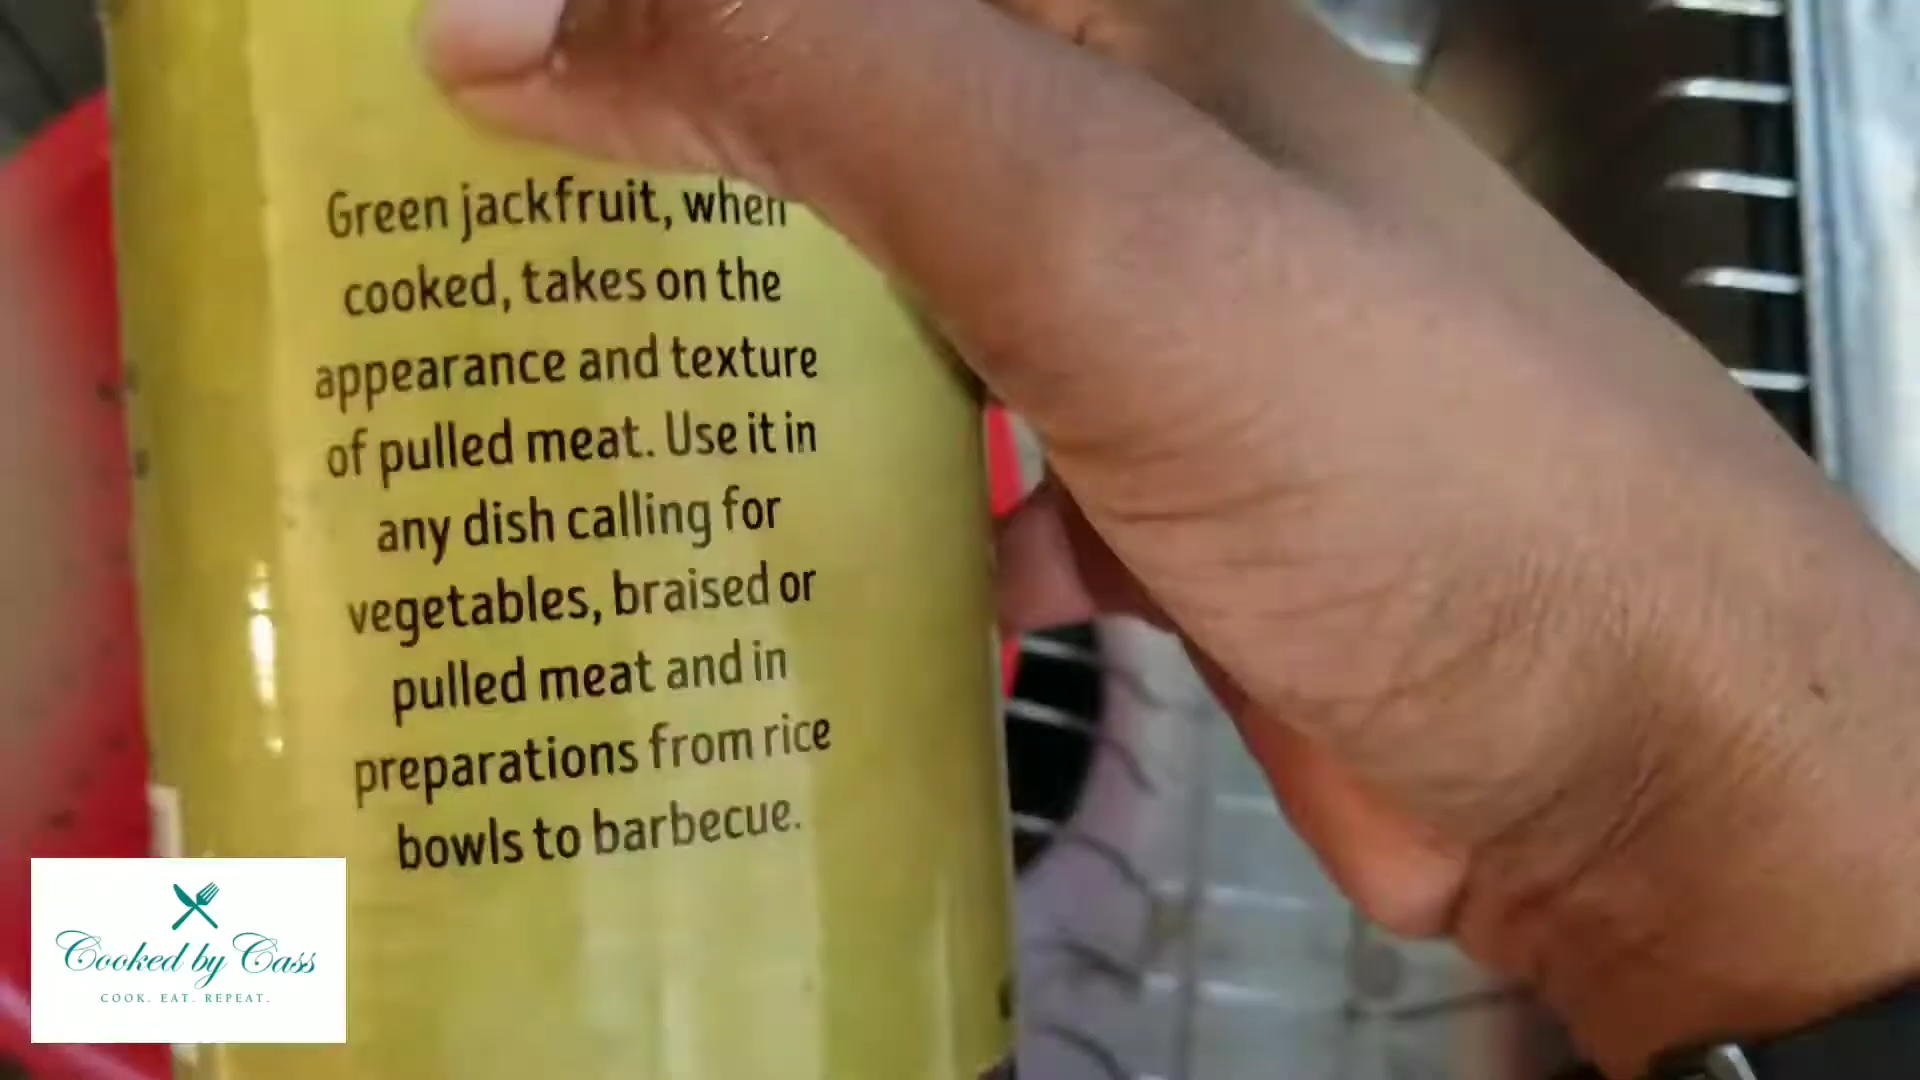 Green jackfruit, when
cooked, takes on the
appearance and texture
of pulled meat. Use it in
any dish calling for
vegetables, braised or
pulled meat and in
preparations from rice
bowls to barbecue.
Cooked by Cass
COOK. EAT. REPEAT.